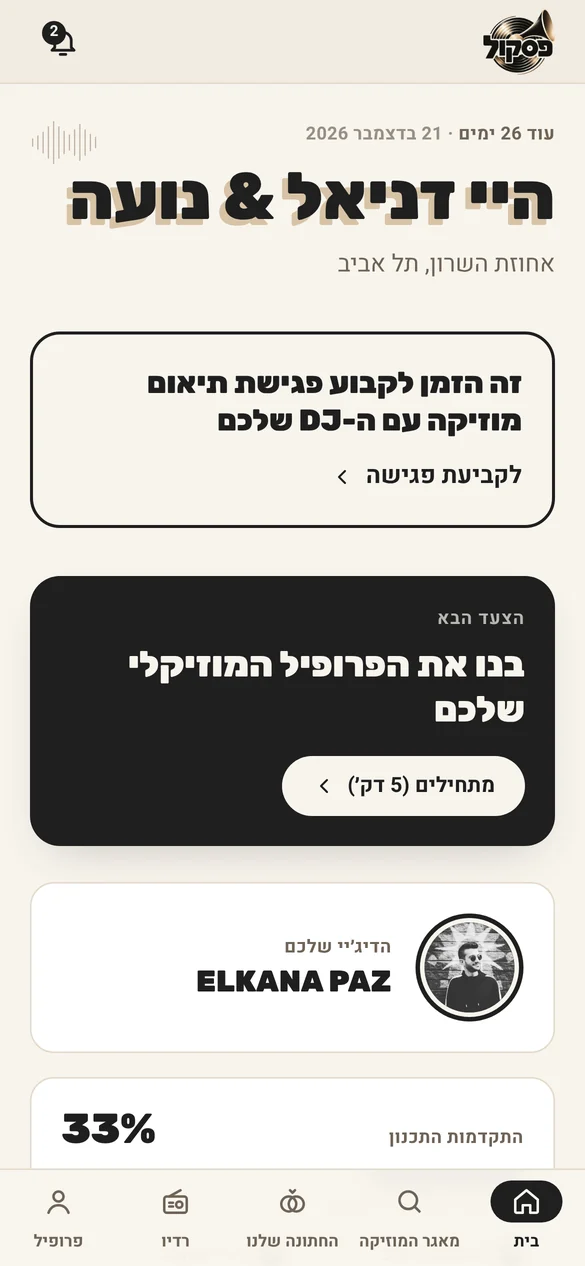 פסקול
2
עוד 26 ימים · 21 בדצמבר 2026
היי דניאל & נועה
אחוזת השרון, תל אביב
זה הזמן לקבוע פגישת תיאום
מוזיקה עם ה-DJ שלכם
לקביעת פגישה
הצעד הבא
בנו את הפרופיל המוזיקלי
שלכם
מתחילים (5 דק׳)
הדיג׳יי שלכם
ELKANA PAZ
התקדמות התכנון
33%
בית
מאגר המוזיקה
החתונה שלנו
רדיו
פרופיל